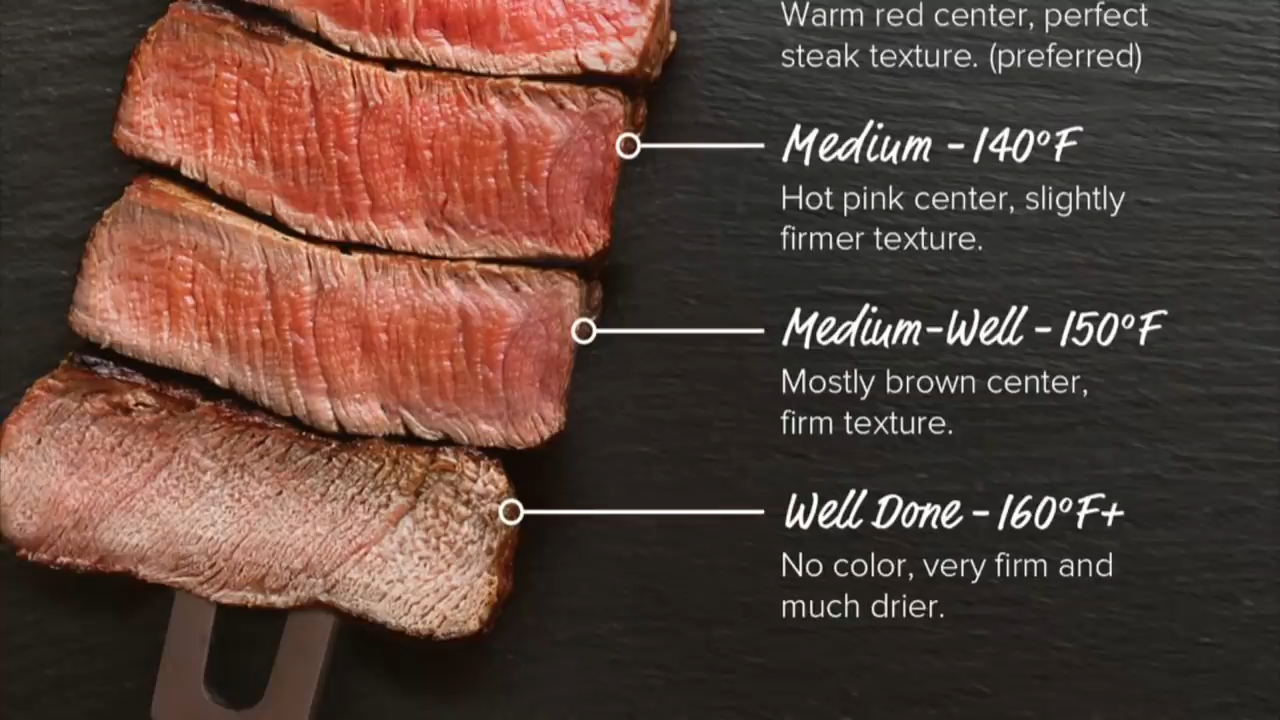 Warm red center, perfect
steak texture. (preferred)
Medium - 140°F
Hot pink center, slightly
firmer texture.
Medium-Well - 150°F
Mostly brown center,
firm texture.
Well Done - 160°F+
No color, very firm and
much drier.